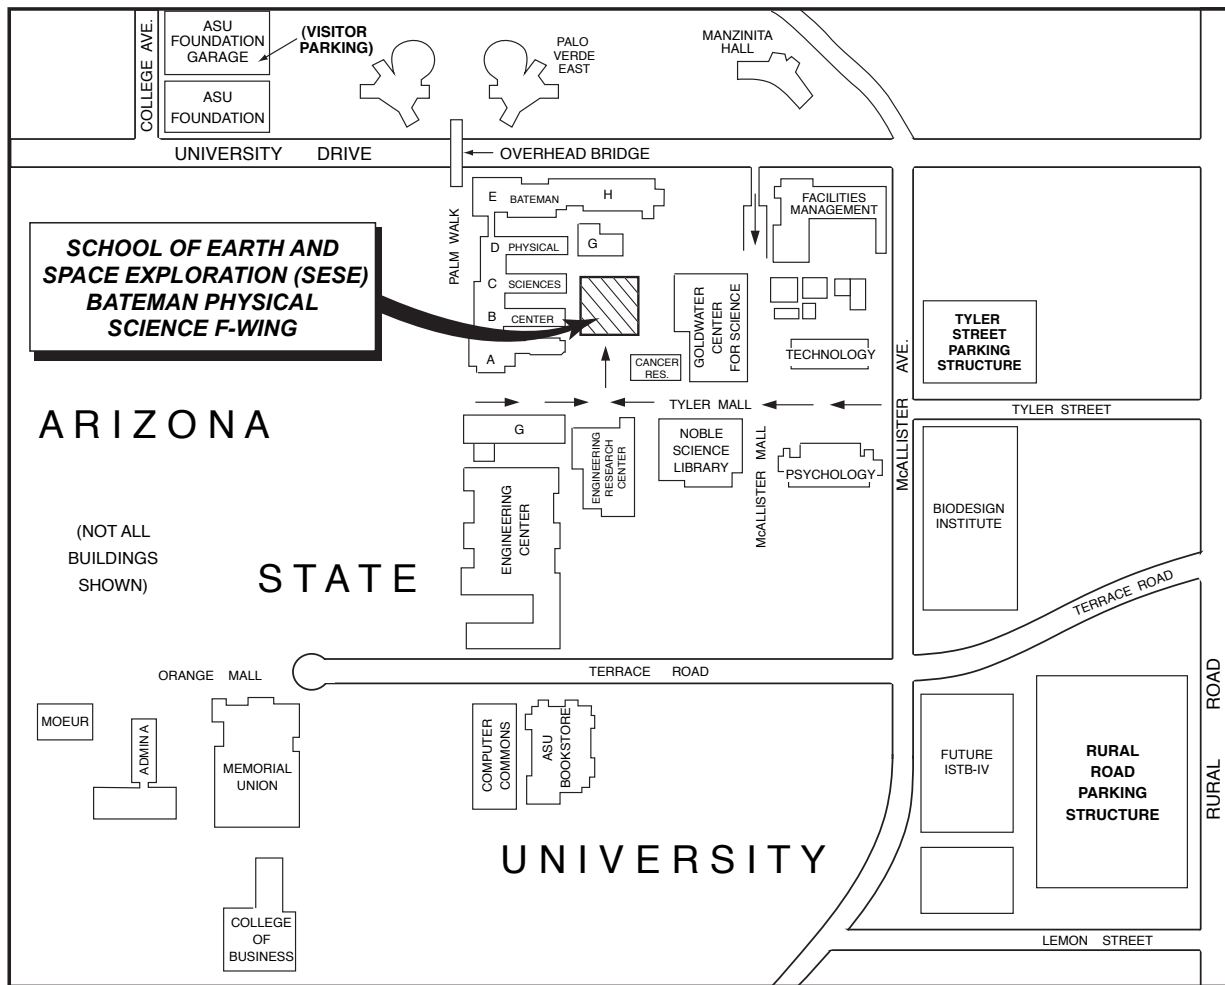 COLLEGE AVE.
ASU
FOUNDATION
GARAGE
(VISITOR
PARKING)
ASU
FOUNDATION
PALO
VERDE
EAST
MANZINITA
HALL
UNIVERSITY DRIVE
OVERHEAD BRIDGE
PALM WALK
E BATEMAN H
D PHYSICAL
G
C SCIENCES
B CENTER
A
FACILITIES
MANAGEMENT
SCHOOL OF EARTH AND
SPACE EXPLORATION (SESE)
BATEMAN PHYSICAL
SCIENCE F-WING
GOLDWATER
CENTER
FOR SCIENCE
CANCER
RES.
TECHNOLOGY
McALLISTER AVE.
TYLER
STREET
PARKING
STRUCTURE
TYLER MALL
TYLER STREET
ARIZONA
G
ENGINEERING
RESEARCH
CENTER
NOBLE
SCIENCE
LIBRARY
McALLISTER MALL
PSYCHOLOGY
ENGINEERING
CENTER
BIODESIGN
INSTITUTE
(NOT ALL
BUILDINGS
SHOWN)
STATE
TERRACE ROAD
ORANGE MALL
TERRACE ROAD
MOEUR
ADMIN A
MEMORIAL
UNION
COMPUTER
COMMONS
ASU
BOOKSTORE
FUTURE
ISTB-IV
RURAL
ROAD
PARKING
STRUCTURE
RURAL ROAD
UNIVERSITY
COLLEGE
OF
BUSINESS
LEMON STREET